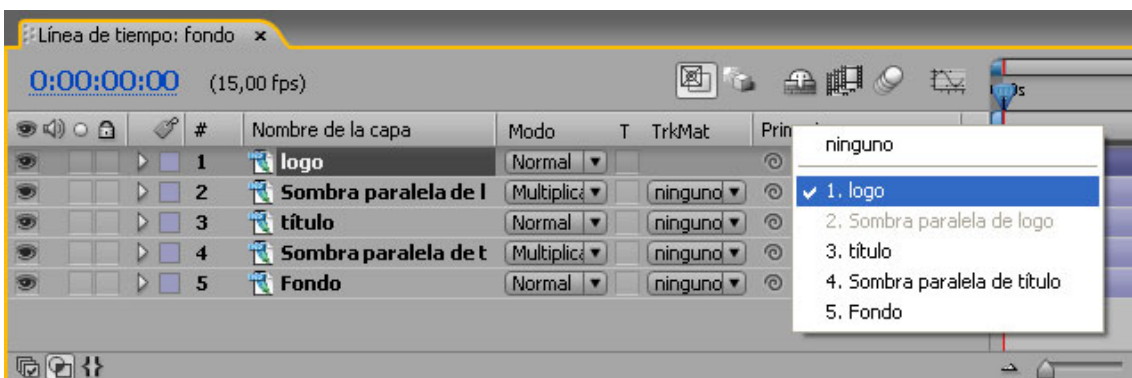 Línea de tiempo: fondo ×
0:00:00:00 (15,00 fps)
# Nombre de la capa Modo T TrkMat
1 logo Normal
2 Sombra paralela de l Multiplica ninguno
3 título Normal ninguno
4 Sombra paralela de t Multiplica ninguno
5 Fondo Normal ninguno
ninguno
1. logo
2. Sombra paralela de logo
3. título
4. Sombra paralela de título
5. Fondo